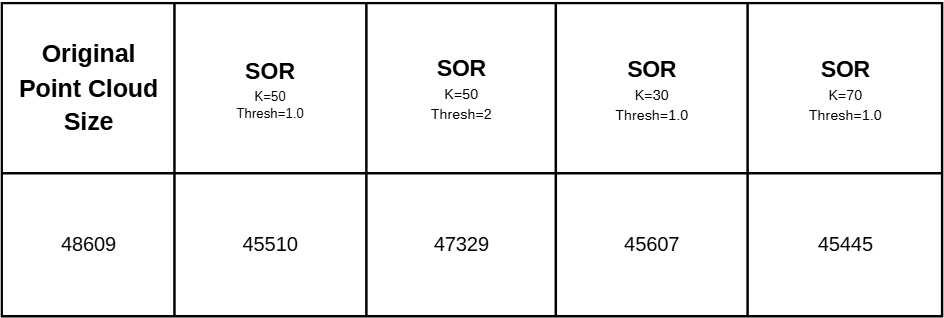 Original
Point Cloud
Size
SOR
K=50
Thresh=1.0
SOR
K=50
Thresh=2
SOR
K=30
Thresh=1.0
SOR
K=70
Thresh=1.0
48609
45510
47329
45607
45445